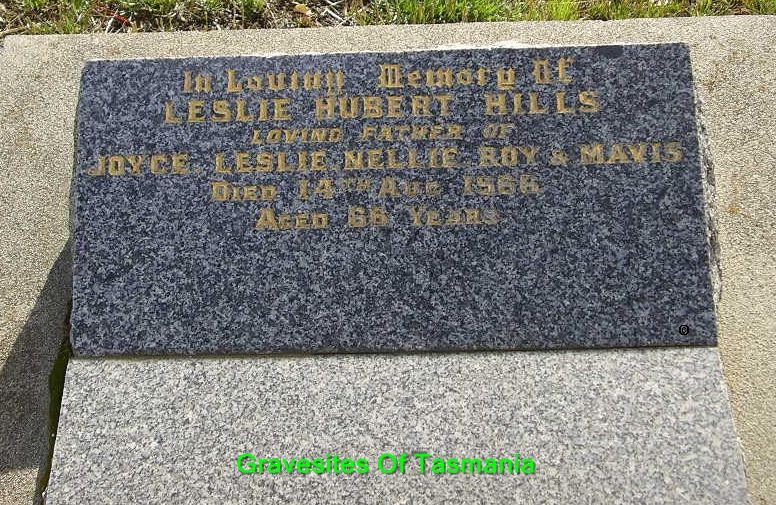 In Loving Memory Of
LESLIE HUBERT HILLS
LOVING FATHER OF
JOYCE, LESLIE, NELLIE, ROY & MAVIS
DIED 14TH AUG. 1966
AGED 66 YEARS
Gravesites Of Tasmania